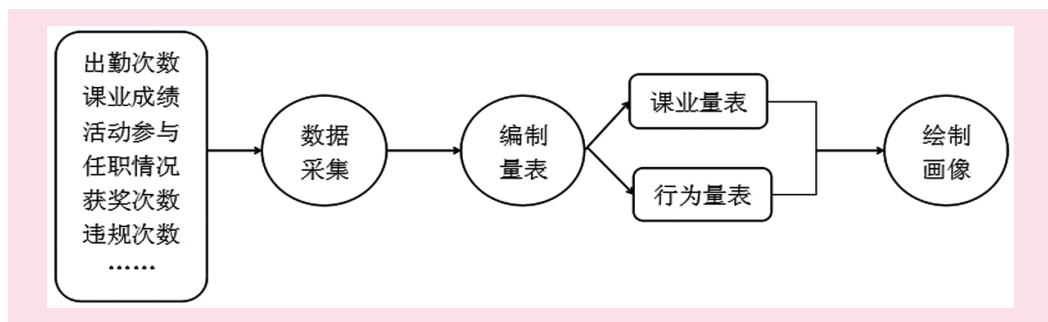 出勤次数
课业成绩
活动参与
任职情况
获奖次数
违规次数
……
数据
采集
编制
量表
课业量表
行为量表
绘制
画像